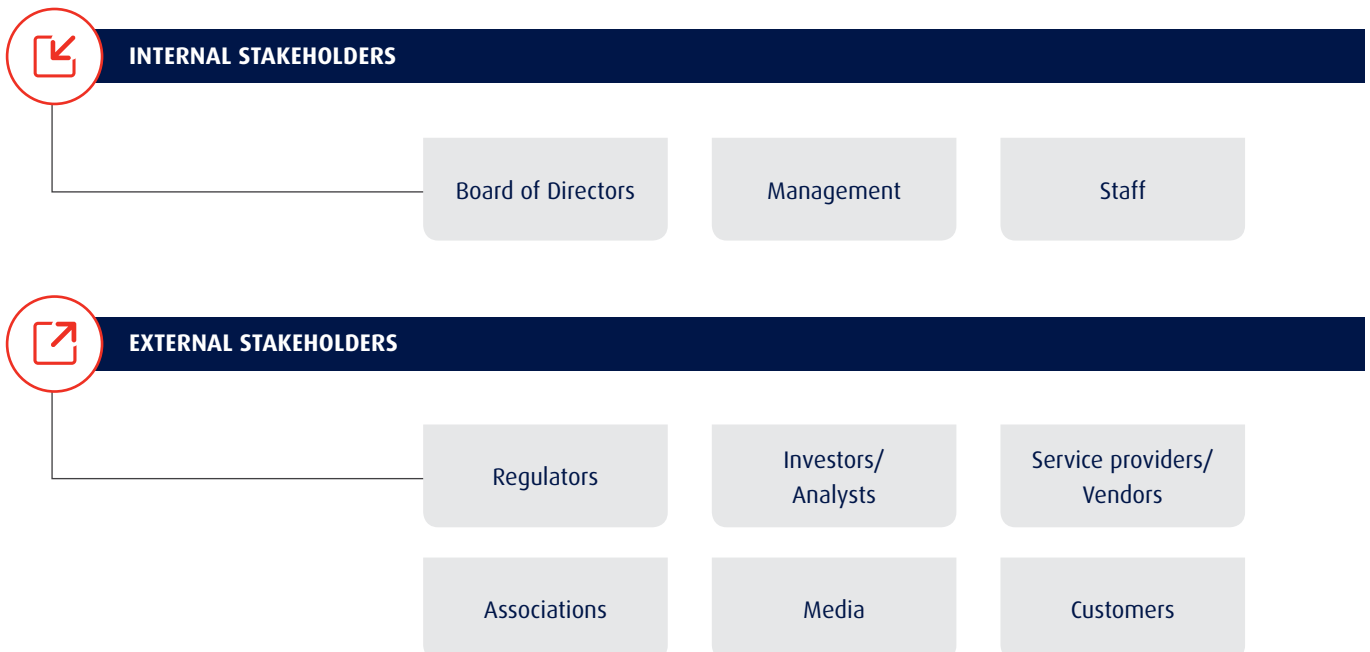 INTERNAL STAKEHOLDERS
Board of Directors
Management
Staff
EXTERNAL STAKEHOLDERS
Regulators
Investors/
Analysts
Service providers/
Vendors
Associations
Media
Customers